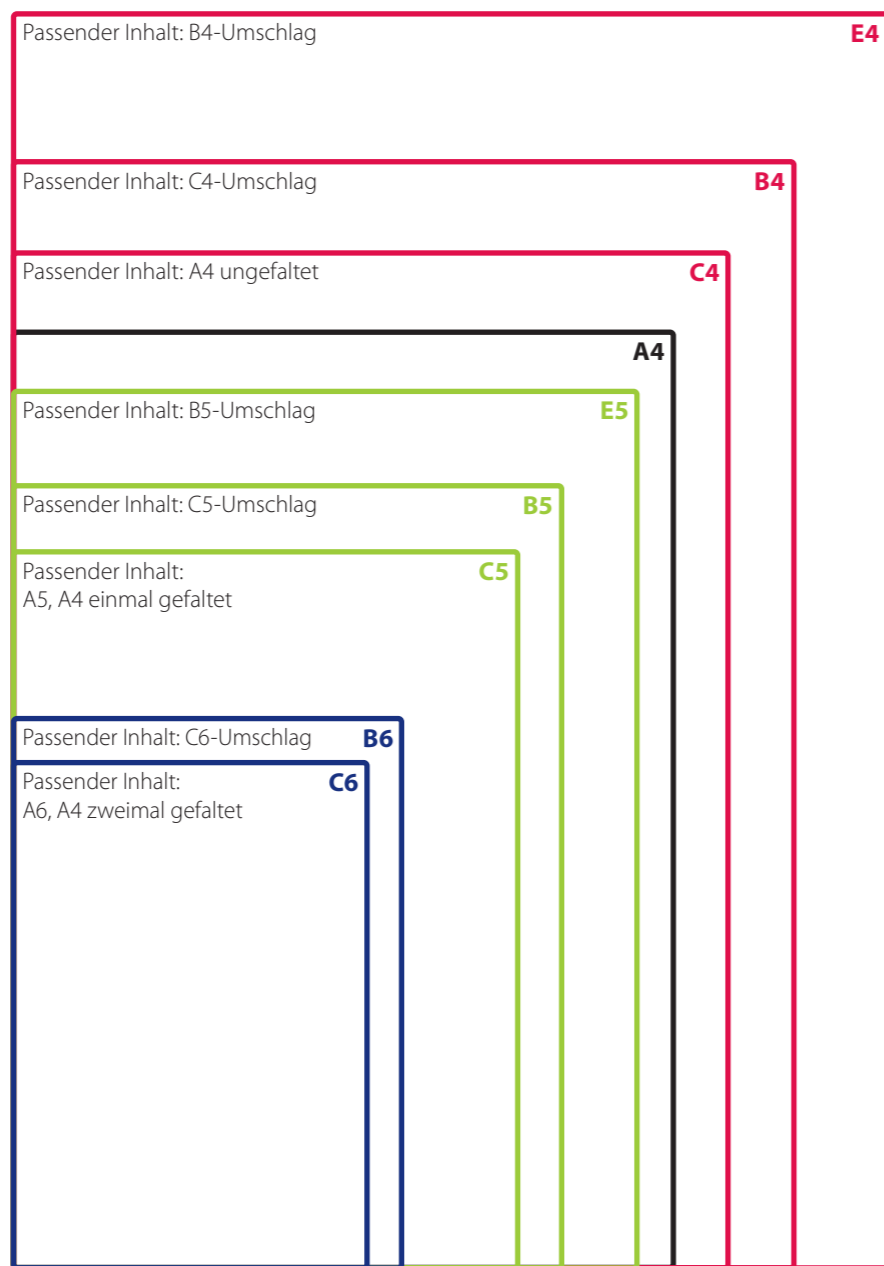 Passender Inhalt: B4-Umschlag E4
Passender Inhalt: C4-Umschlag B4
Passender Inhalt: A4 ungefaltet C4
A4
Passender Inhalt: B5-Umschlag E5
Passender Inhalt: C5-Umschlag B5
Passender Inhalt: C5
A5, A4 einmal gefaltet
Passender Inhalt: C6-Umschlag B6
Passender Inhalt: C6
A6, A4 zweimal gefaltet